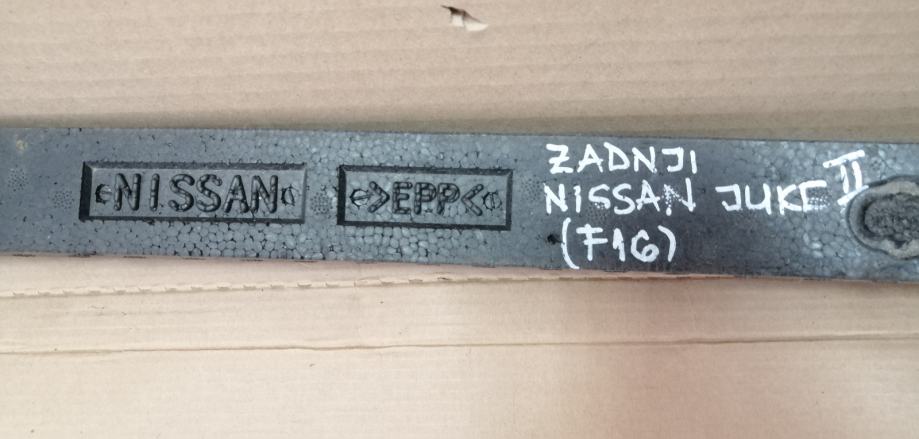 NISSAN
>EPP<
ZADNJI
NISSAN JUKE II
(F16)